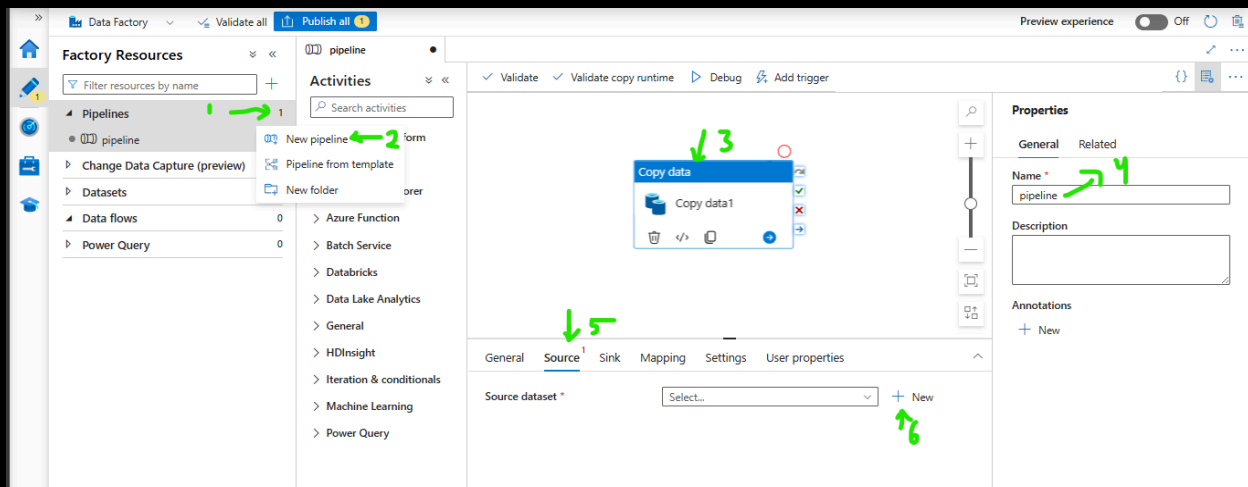 » Data Factory Validate all Publish all 1 Preview experience Off
Factory Resources
Filter resources by name
1
Pipelines 1
pipeline
Change Data Capture (preview)
Datasets
Data flows 0
Power Query 0
New pipeline 2
Pipeline from template
New folder
1
pipeline
Activities
Search activities
form
orer
Azure Function
Batch Service
Databricks
Data Lake Analytics
General
HDInsight
Iteration & conditionals
Machine Learning
Power Query
Validate Validate copy runtime Debug Add trigger
3
Copy data
Copy data1
5
General Source 1 Sink Mapping Settings User properties
Source dataset * Select... New
6
Properties
General Related
4
Name *
pipeline
Description
Annotations
New